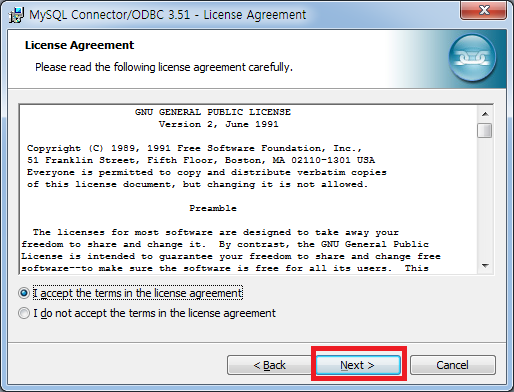 MySQL Connector/ODBC 3.51 - License Agreement
License Agreement
Please read the following license agreement carefully.
GNU GENERAL PUBLIC LICENSE
Version 2, June 1991
Copyright (C) 1989, 1991 Free Software Foundation, Inc.,
51 Franklin Street, Fifth Floor, Boston, MA 02110-1301 USA
Everyone is permitted to copy and distribute verbatim copies
of this license document, but changing it is not allowed.
Preamble
The licenses for most software are designed to take away your
freedom to share and change it. By contrast, the GNU General Public
License is intended to guarantee your freedom to share and change free
software--to make sure the software is free for all its users. This
I accept the terms in the license agreement
I do not accept the terms in the license agreement
< Back
Next >
Cancel